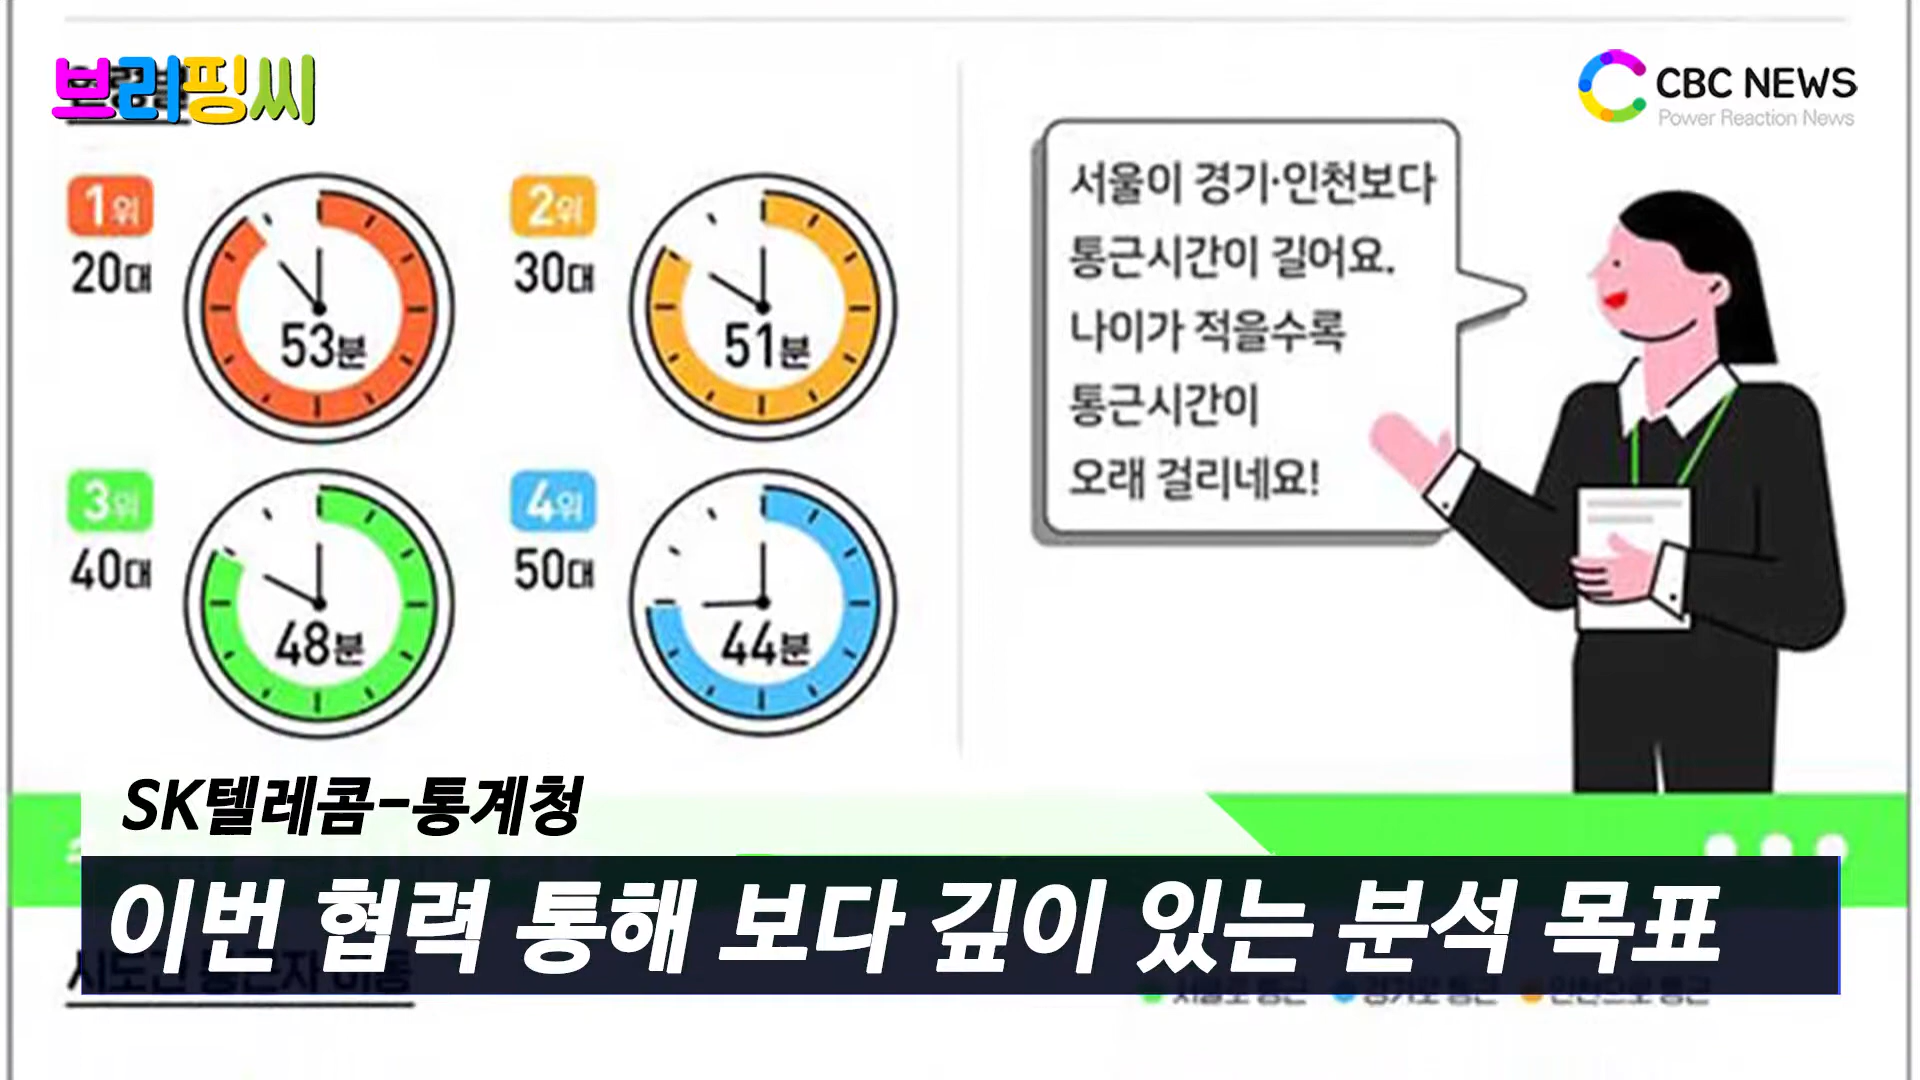 브리핑씨
CBC NEWS
Power Reaction News
1위
20대
53분
2위
30대
51분
3위
40대
48분
4위
50대
44분
서울이 경기·인천보다
통근시간이 길어요.
나이가 적을수록
통근시간이
오래 걸리네요!
SK텔레콤-통계청
이번 협력 통해 보다 깊이 있는 분석 목표